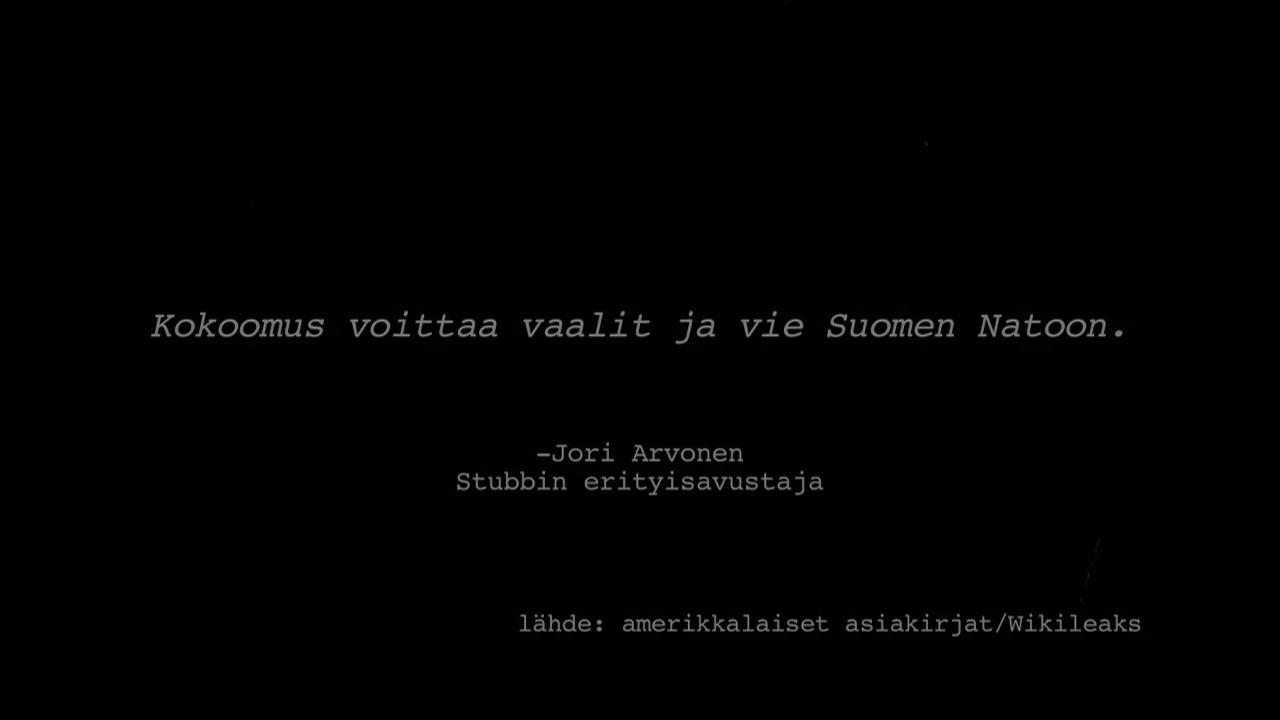 Kokoomus voittaa vaalit ja vie Suomen Natoon.
–Jori Arvonen
Stubbin erityisavustaja
lähde: amerikkalaiset asiakirjat/Wikileaks